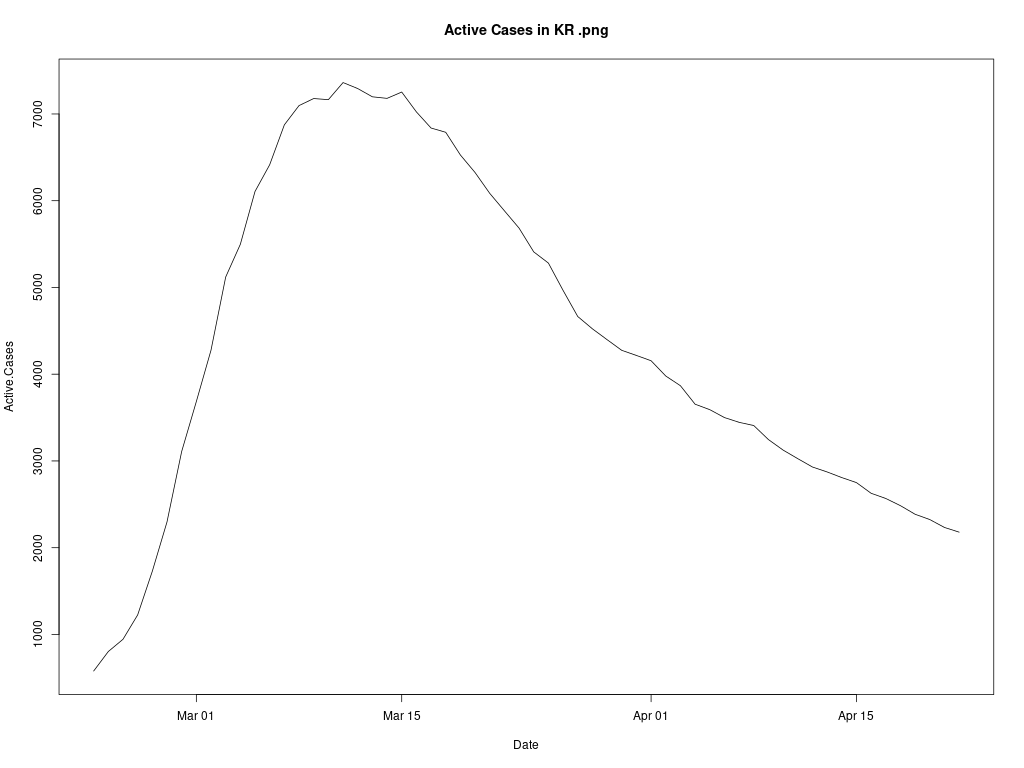 Active Cases in KR .png
7000
6000
5000
4000
3000
2000
1000
Active.Cases
Mar 01
Mar 15
Apr 01
Apr 15
Date